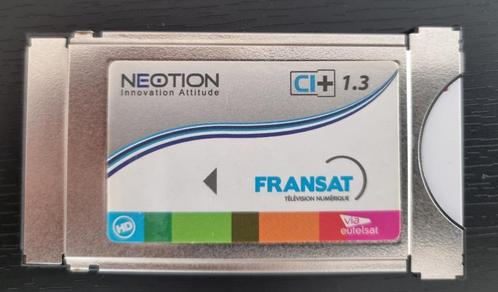 NEOTION
Innovation Attitude
CI+ 1.3
FRANSAT
TÉLÉVISION NUMÉRIQUE
HD
via
eutelsat